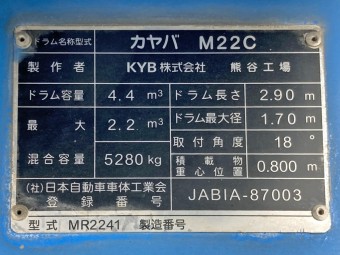 ドラム名称型式 カヤバ M22C
製作者 KYB株式会社 熊谷工場
ドラム容量 4.4 m³ ドラム長さ 2.90 m
最大 2.2 m³ ドラム最大径 1.70 m
取付角度 18°
混合容量 5280kg 積載物重心位置 0.800 m
(社)日本自動車車体工業会
登録番号 JABIA-87003
型式 MR2241 製造番号